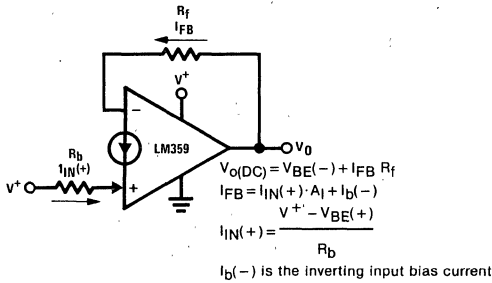 Rf
IFB
V+
−
LM359
Rb
IIN(+)
V+
+
VO
Vo(DC)=VBE(−)+IFB Rf
IFB=IIN(+)·AI+Ib(−)
IIN(+)=
V+−VBE(+)
Rb
Ib(−) is the inverting input bias current